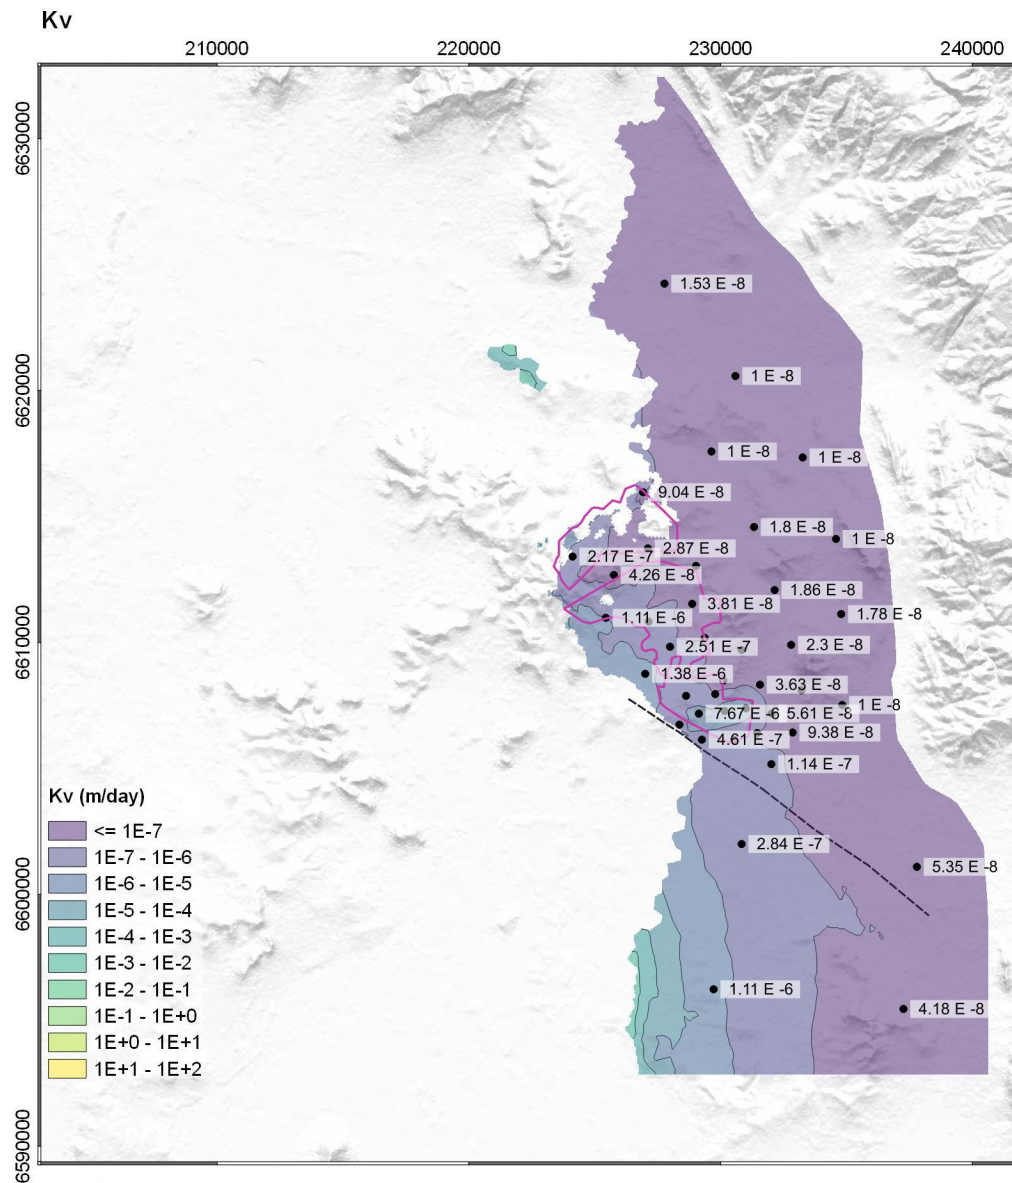 Kv
210000
220000
230000
240000
6630000
6620000
6610000
6600000
6590000
1.53 E -8
1 E -8
1 E -8
1 E -8
9.04 E -8
1.8 E -8
1 E -8
2.87 E -8
2.17 E -7
4.26 E -8
1.86 E -8
3.81 E -8
1.78 E -8
1.11 E -6
2.51 E -7
2.3 E -8
1.38 E -6
3.63 E -8
1 E -8
7.67 E -6
5.61 E -8
9.38 E -8
4.61 E -7
1.14 E -7
2.84 E -7
5.35 E -8
1.11 E -6
4.18 E -8
Kv (m/day)
<= 1E-7
1E-7 - 1E-6
1E-6 - 1E-5
1E-5 - 1E-4
1E-4 - 1E-3
1E-3 - 1E-2
1E-2 - 1E-1
1E-1 - 1E+0
1E+0 - 1E+1
1E+1 - 1E+2